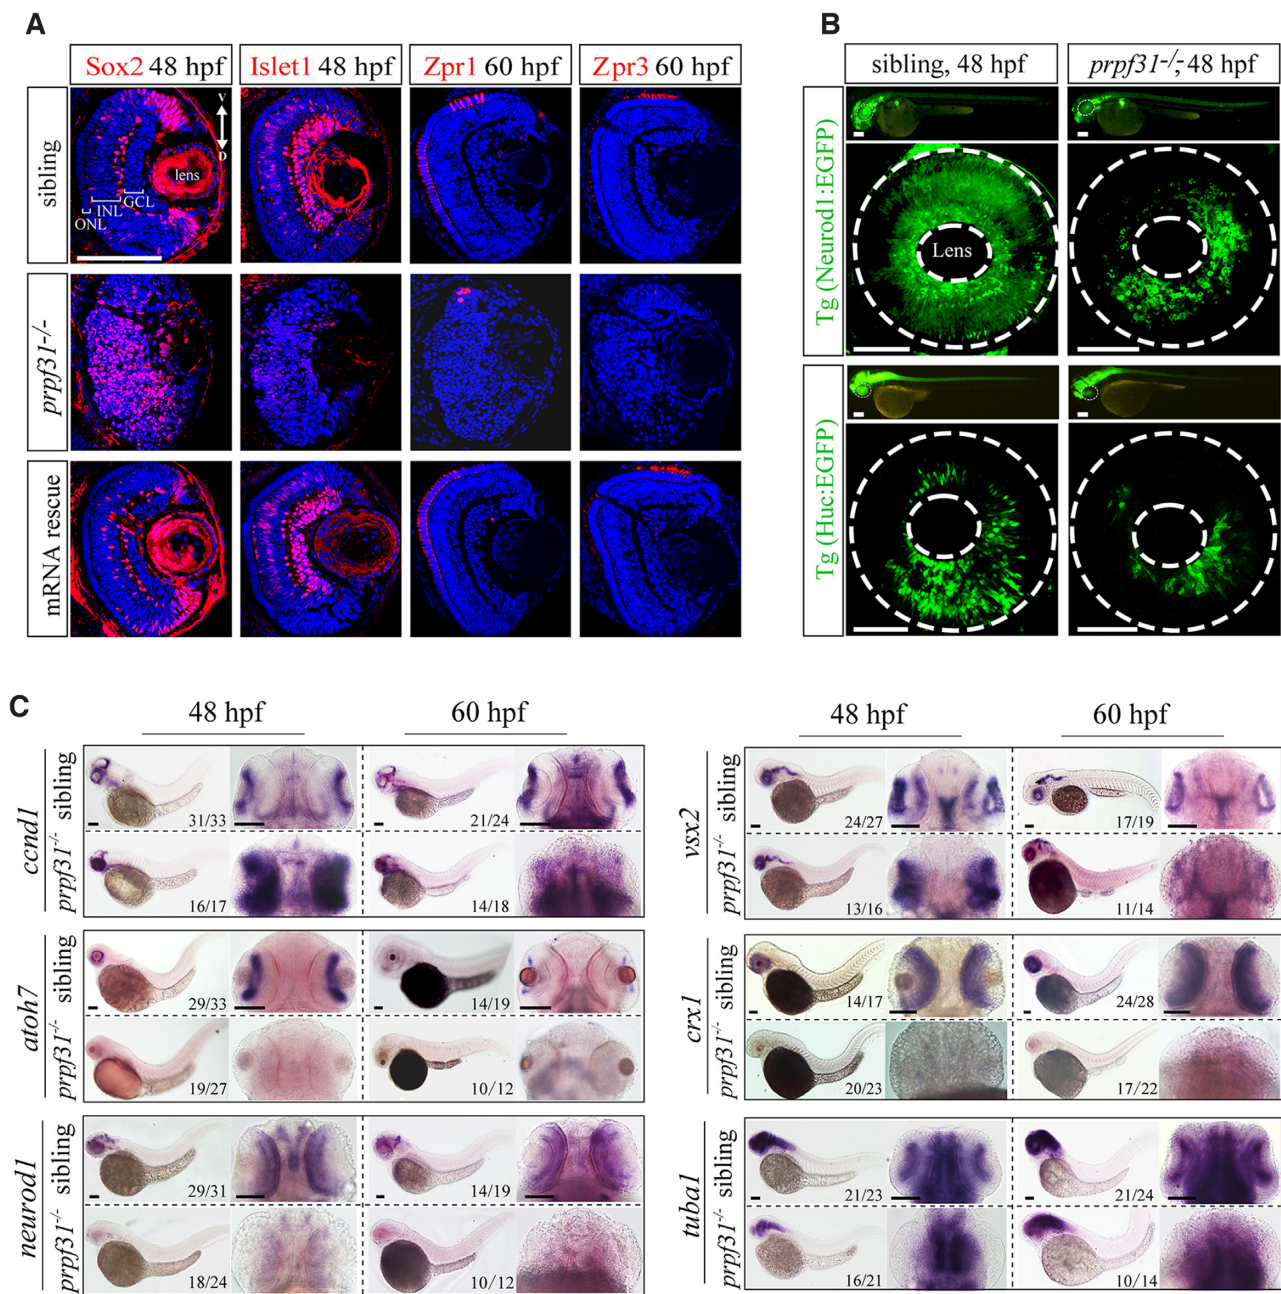 A
Sox2 48 hpf
Islet1 48 hpf
Zpr1 60 hpf
Zpr3 60 hpf
sibling
V
D
lens
GCL
INL
ONL
prpf31-/-
mRNA rescue
B
sibling, 48 hpf
prpf31-/-, 48 hpf
Tg (Neurod1:EGFP)
Lens
Tg (Huc:EGFP)
C
48 hpf
60 hpf
ccnd1
sibling
31/33
21/24
prpf31-/-
16/17
14/18
atoh7
sibling
29/33
14/19
prpf31-/-
19/27
10/12
neurod1
sibling
29/31
14/19
prpf31-/-
18/24
10/12
48 hpf
60 hpf
vsx2
sibling
24/27
17/19
prpf31-/-
13/16
11/14
crx1
sibling
14/17
24/28
prpf31-/-
20/23
17/22
tuba1
sibling
21/23
21/24
prpf31-/-
16/21
10/14